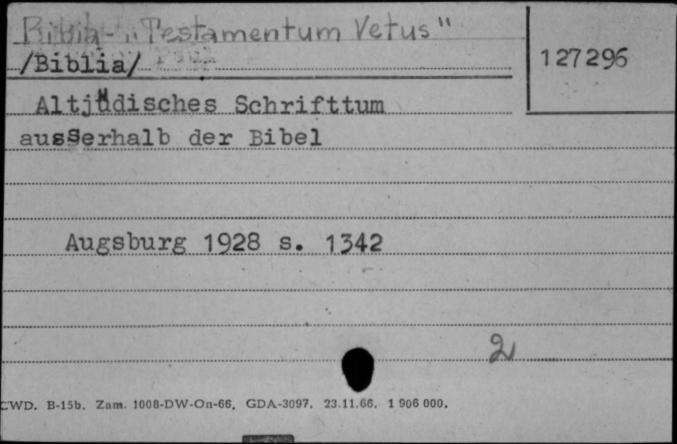 Biblia - "Testamentum Vetus"
/Biblia/
127296
Altjüdisches Schrifttum
ausserhalb der Bibel
Augsburg 1928 s. 1342
2
CWD. B-15b. Zam. 1008-DW-On-66. GDA-3097. 23.11.66. 1 906 000.